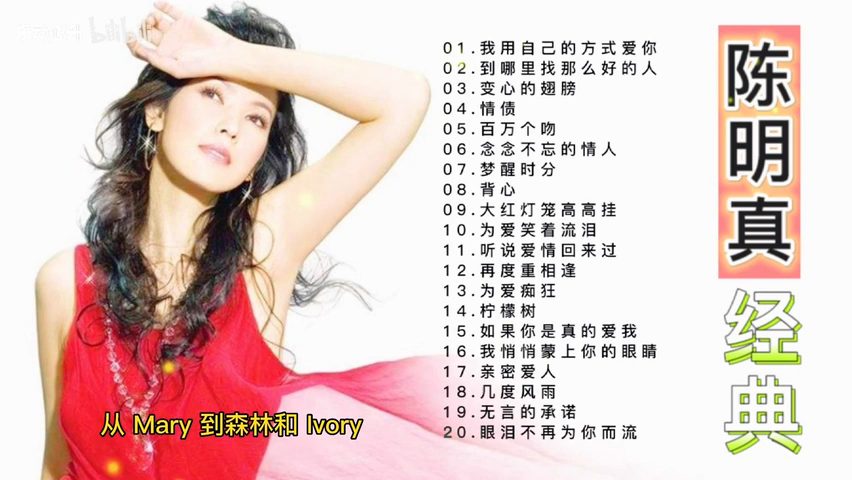 bilibili
01.我用自己的方式爱你
02.到哪里找那么好的人
03.变心的翅膀
04.情债
05.百万个吻
06.念念不忘的情人
07.梦醒时分
08.背心
09.大红灯笼高高挂
10.为爱笑着流泪
11.听说爱情回来过
12.再度重相逢
13.为爱痴狂
14.柠檬树
15.如果你是真的爱我
16.我悄悄蒙上你的眼睛
17.亲密爱人
18.几度风雨
19.无言的承诺
20.眼泪不再为你而流
陈明真
经典
从 Mary 到森林和 Ivory